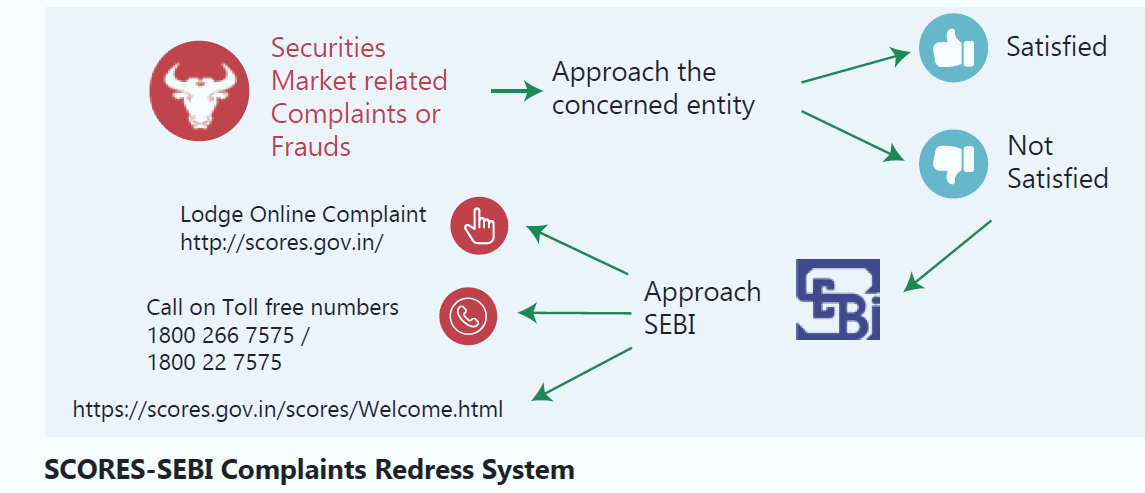 Securities
Market related
Complaints or
Frauds
Approach the
concerned entity
Satisfied
Not
Satisfied
SEBi
Approach
SEBI
Lodge Online Complaint
http://scores.gov.in/
Call on Toll free numbers
1800 266 7575 /
1800 22 7575
https://scores.gov.in/scores/Welcome.html
SCORES-SEBI Complaints Redress System